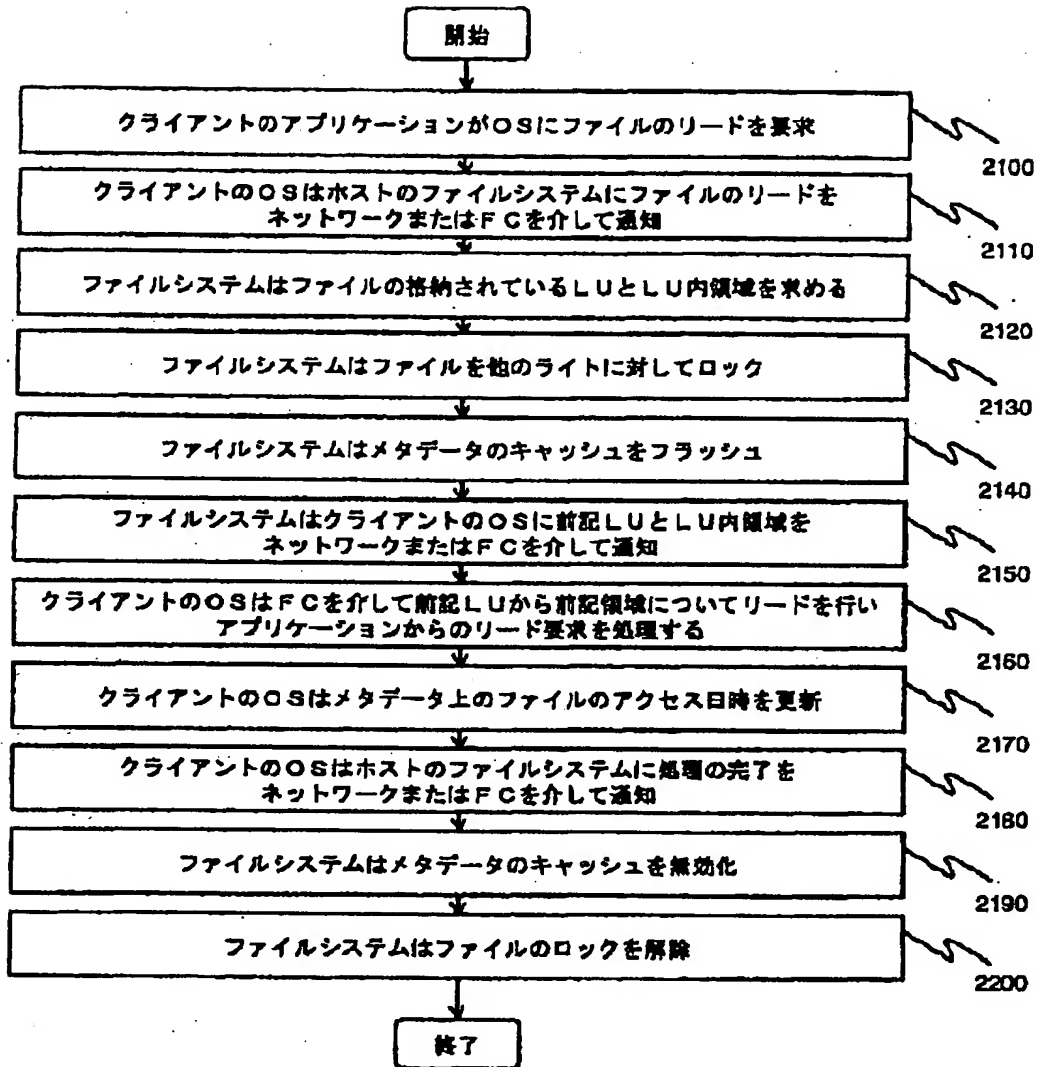 開始
クライアントのアプリケーションがOSにファイルのリードを要求
2100
クライアントのOSはホストのファイルシステムにファイルのリードを
ネットワークまたはFCを介して通知
2110
ファイルシステムはファイルの格納されているLUとLU内領域を求める
2120
ファイルシステムはファイルを他のライトに対してロック
2130
ファイルシステムはメタデータのキャッシュをフラッシュ
2140
ファイルシステムはクライアントのOSに前記LUとLU内領域を
ネットワークまたはFCを介して通知
2150
クライアントのOSはFCを介して前記LUから前記領域についてリードを行い
アプリケーションからのリード要求を処理する
2160
クライアントのOSはメタデータ上のファイルのアクセス日時を更新
2170
クライアントのOSはホストのファイルシステムに処理の完了を
ネットワークまたはFCを介して通知
2180
ファイルシステムはメタデータのキャッシュを無効化
2190
ファイルシステムはファイルのロックを解除
2200
終了